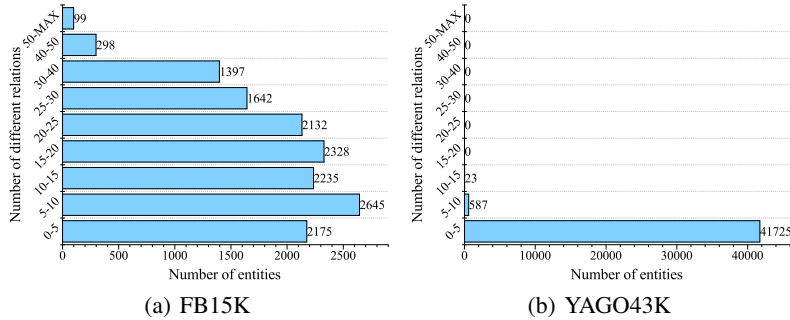 Number of different relations
50-MAX 99
40-50 298
30-40 1397
25-30 1642
20-25 2132
15-20 2328
10-15 2235
5-10 2645
0-5 2175
0 500 1000 1500 2000 2500
Number of entities
(a) FB15K
Number of different relations
50-MAX 0
40-50 0
30-40 0
25-30 0
20-25 0
15-20 0
10-15 23
5-10 587
0-5 41725
0 10000 20000 30000 40000
Number of entities
(b) YAGO43K